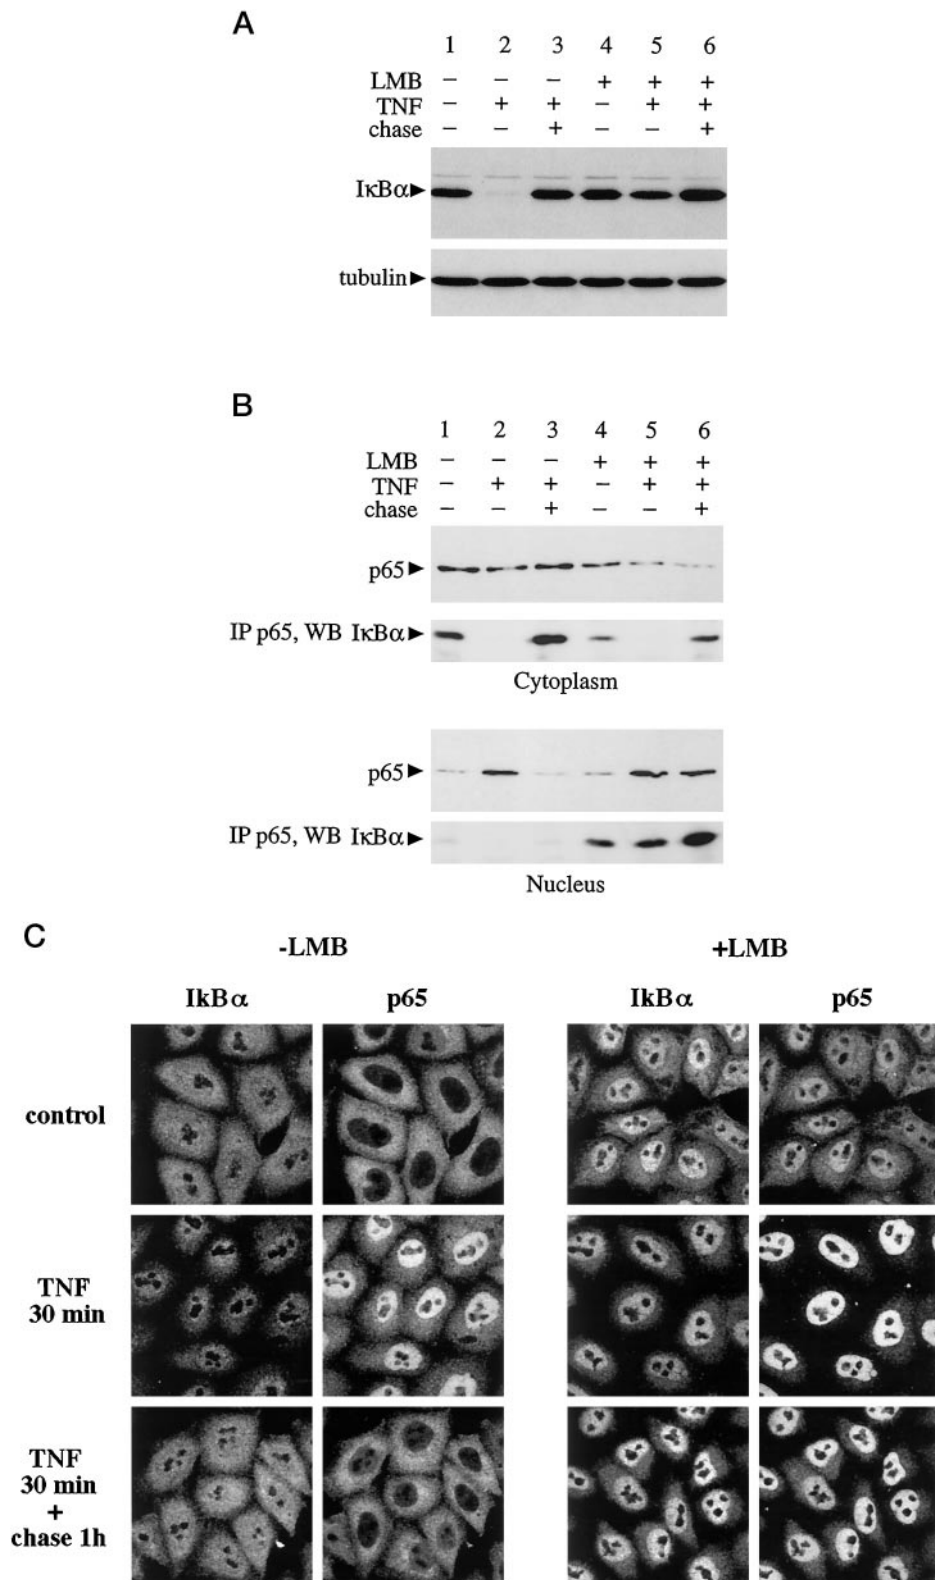 A
1 2 3 4 5 6
LMB – – – + + +
TNF – + + – + +
chase – – + – – +
IκBα
tubulin
B
1 2 3 4 5 6
LMB – – – + + +
TNF – + + – + +
chase – – + – – +
p65
IP p65, WB IκBα
Cytoplasm
p65
IP p65, WB IκBα
Nucleus
C
-LMB +LMB
IkBα p65 IkBα p65
control
TNF
30 min
TNF
30 min
+
chase 1h